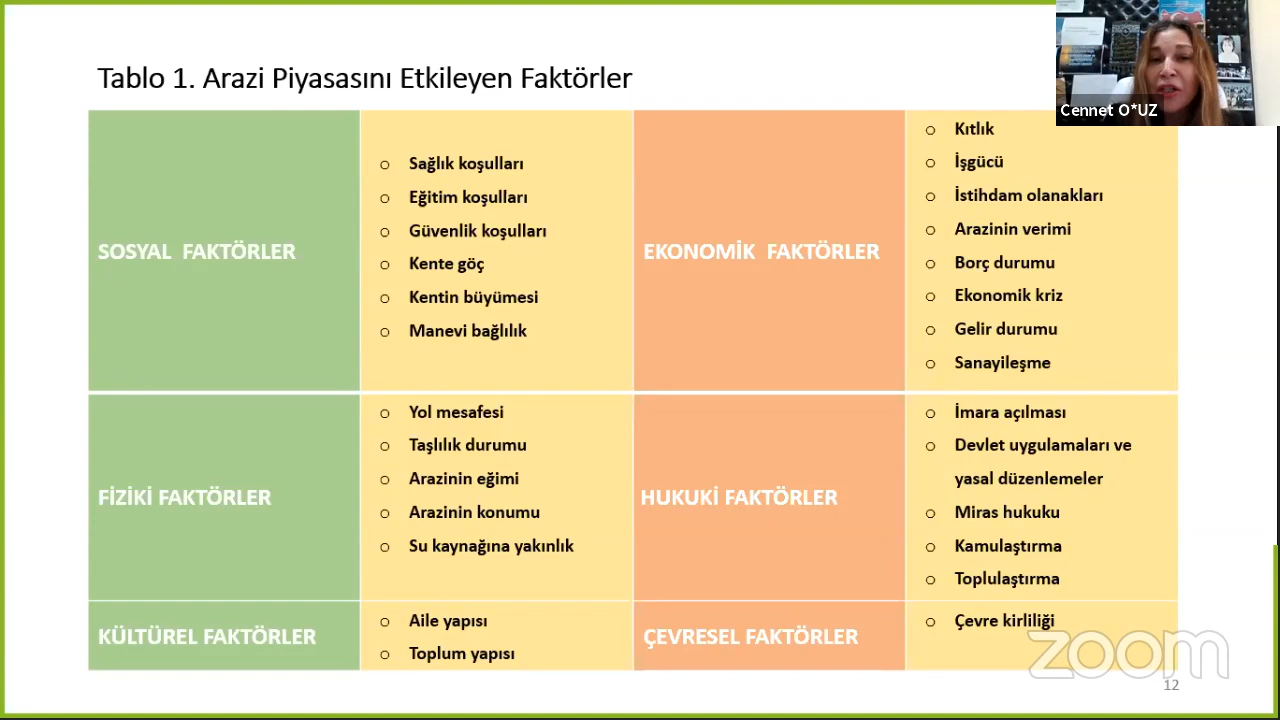 Tablo 1. Arazi Piyasasını Etkileyen Faktörler
Cennet O*UZ
SOSYAL FAKTÖRLER
Sağlık koşulları
Eğitim koşulları
Güvenlik koşulları
Kente göç
Kentin büyümesi
Manevi bağlılık
EKONOMİK FAKTÖRLER
Kıtlık
İşgücü
İstihdam olanakları
Arazinin verimi
Borç durumu
Ekonomik kriz
Gelir durumu
Sanayileşme
FİZİKİ FAKTÖRLER
Yol mesafesi
Taşlılık durumu
Arazinin eğimi
Arazinin konumu
Su kaynağına yakınlık
HUKUKİ FAKTÖRLER
İmara açılması
Devlet uygulamaları ve
yasal düzenlemeler
Miras hukuku
Kamulaştırma
Toplulaştırma
KÜLTÜREL FAKTÖRLER
Aile yapısı
Toplum yapısı
ÇEVRESEL FAKTÖRLER
Çevre kirliliği
zoom
12